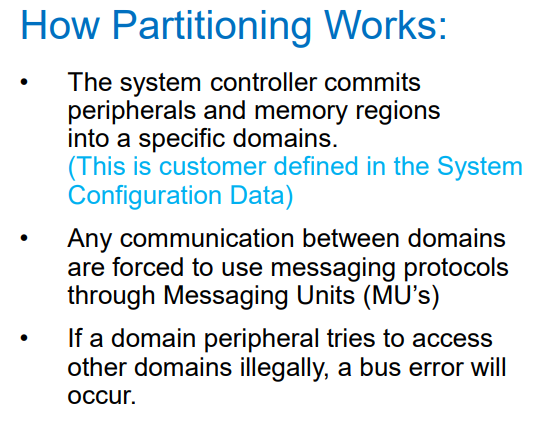 How Partitioning Works:
• The system controller commits
peripherals and memory regions
into a specific domains.
(This is customer defined in the System
Configuration Data)
• Any communication between domains
are forced to use messaging protocols
through Messaging Units (MU's)
• If a domain peripheral tries to access
other domains illegally, a bus error will
occur.